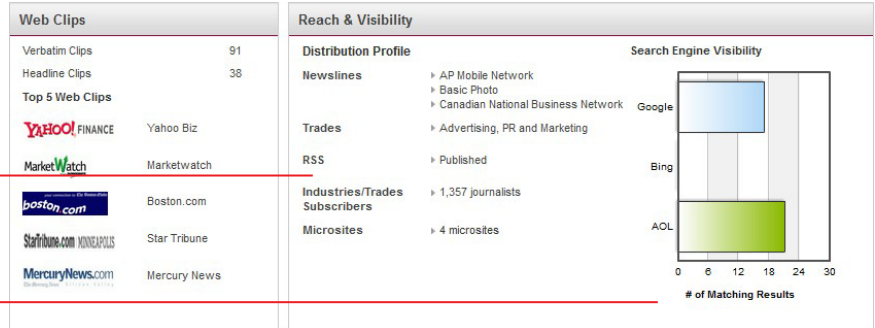 Web Clips
Verbatim Clips 91
Headline Clips 38
Top 5 Web Clips
YAHOO! FINANCE Yahoo Biz
MarketWatch Marketwatch
boston.com Boston.com
StarTribune.com MINNEAPOLIS Star Tribune
MercuryNews.com Mercury News
Reach & Visibility
Distribution Profile
Newslines AP Mobile Network
Basic Photo
Canadian National Business Network
Trades Advertising, PR and Marketing
RSS Published
Industries/Trades 1,357 journalists
Subscribers
Microsites 4 microsites
Search Engine Visibility
Google
Bing
AOL
0 6 12 18 24 30
# of Matching Results